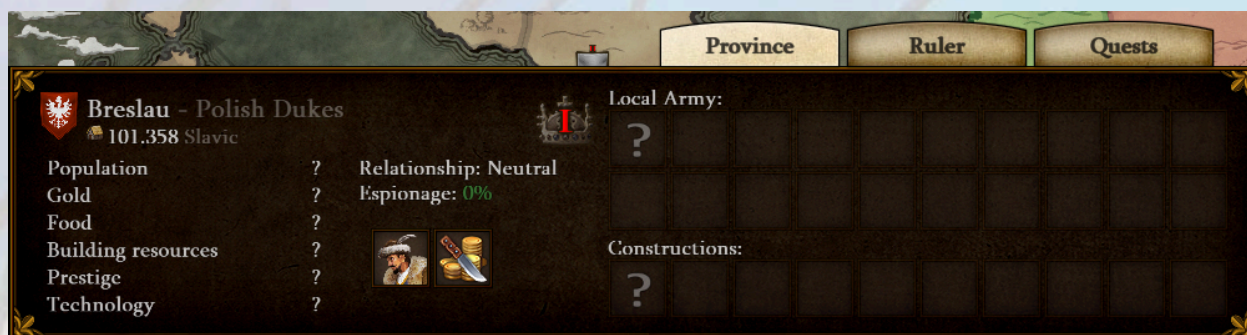 Province Ruler Quests
Breslau - Polish Dukes
101.358 Slavic
I
Population ?
Gold ?
Food ?
Building resources ?
Prestige ?
Technology ?
Relationship: Neutral
Espionage: 0%
Local Army:
?
Constructions:
?